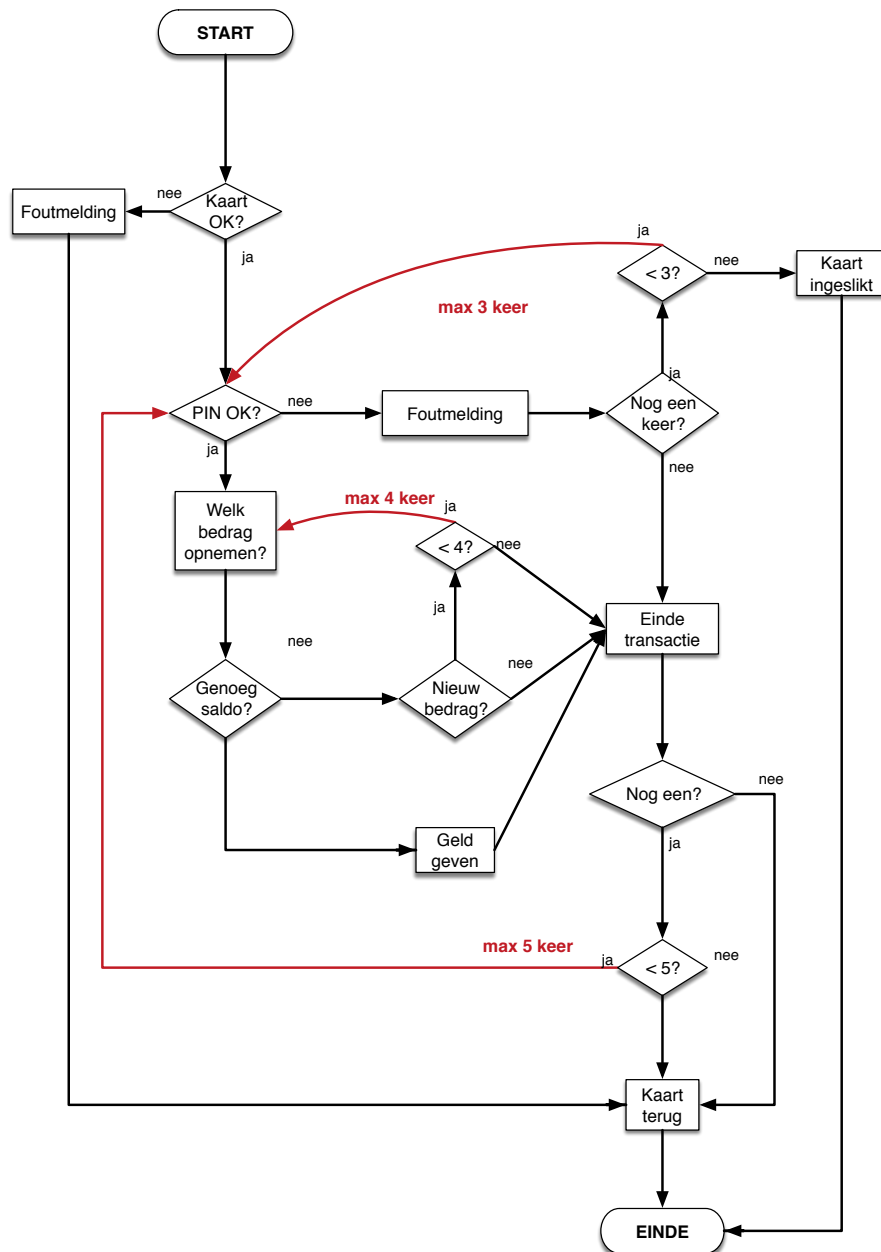 START
nee
Kaart
OK?
Foutmelding
ja
ja
nee
< 3?
Kaart
ingeslikt
max 3 keer
ja
PIN OK?
nee
Foutmelding
Nog een
keer?
ja
nee
Welk
bedrag
opnemen?
max 4 keer
ja
< 4?
nee
ja
Einde
transactie
nee
nee
Genoeg
saldo?
Nieuw
bedrag?
Nog een?
nee
Geld
geven
ja
max 5 keer
ja
< 5?
nee
Kaart
terug
EINDE